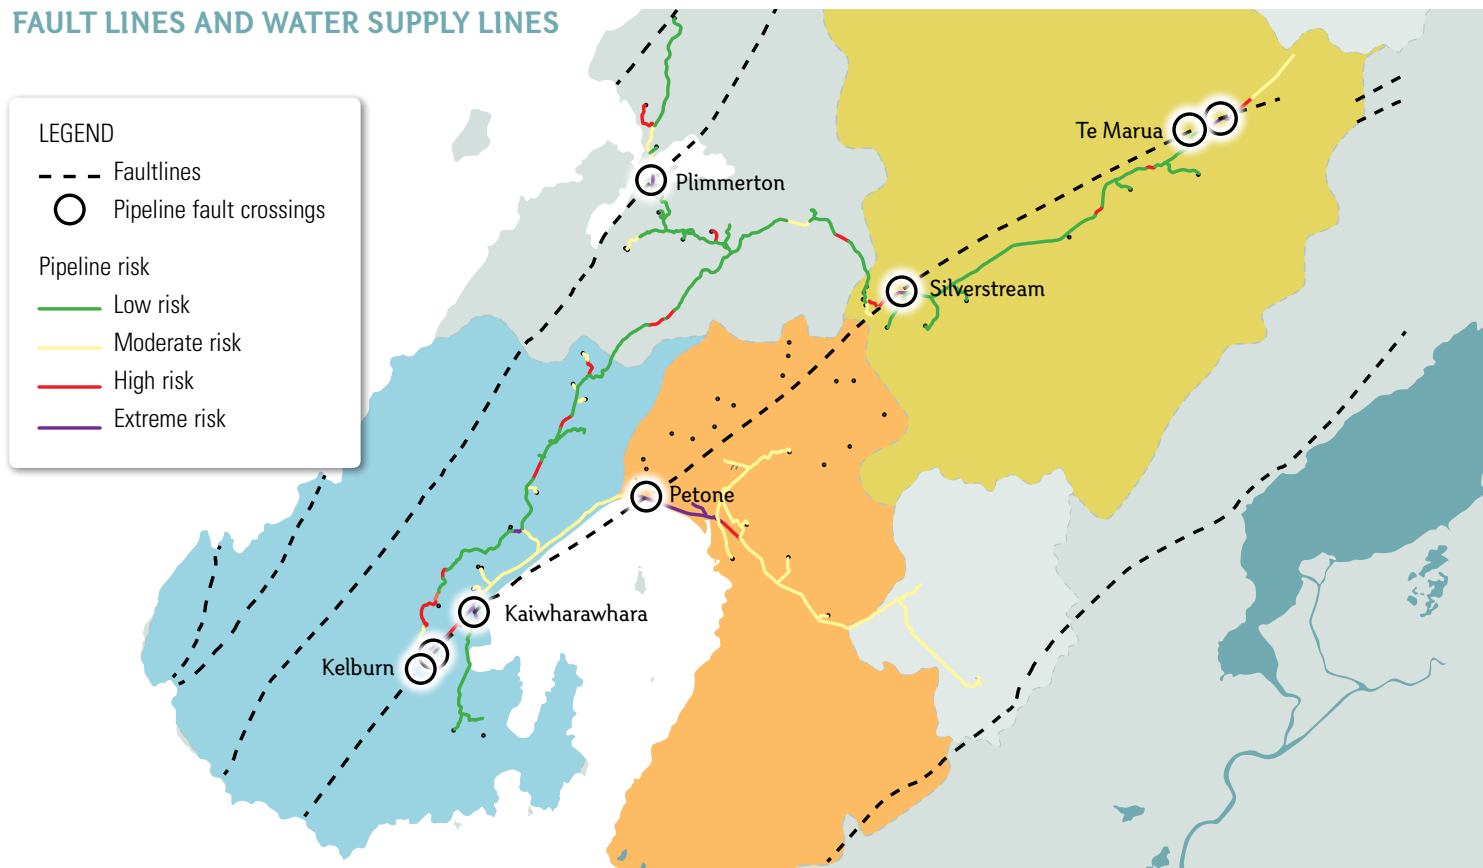 FAULT LINES AND WATER SUPPLY LINES
LEGEND
Faultlines
Pipeline fault crossings
Pipeline risk
Low risk
Moderate risk
High risk
Extreme risk
Te Marua
Plimmerton
Silverstream
Petone
Kaiwharawhara
Kelburn